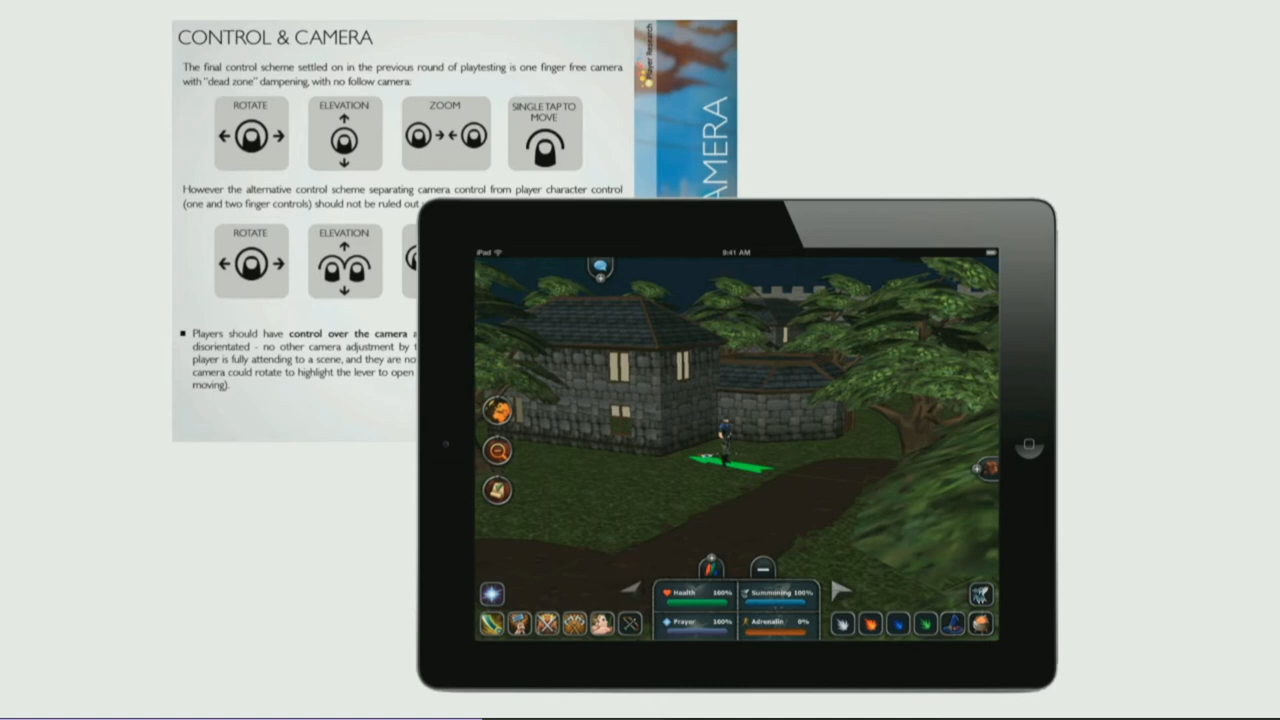 CONTROL & CAMERA
The final control scheme settled on in the previous round of playtesting is one finger free camera
with "dead zone" dampening, with no follow camera:
ROTATE
ELEVATION
ZOOM
SINGLE TAP TO
MOVE
However the alternative control scheme separating camera control from player character control
(one and two finger controls) should not be ruled out
ROTATE
ELEVATION
Players should have control over the camera
disorientated - no other camera adjustment by
player is fully attending to a scene, and they are
camera could rotate to highlight the lever to open
moving).
Player Research
AMERA
iPad
9:41 AM
Health 100%
Summoning 100%
Prayer 100%
Adrenalin 0%